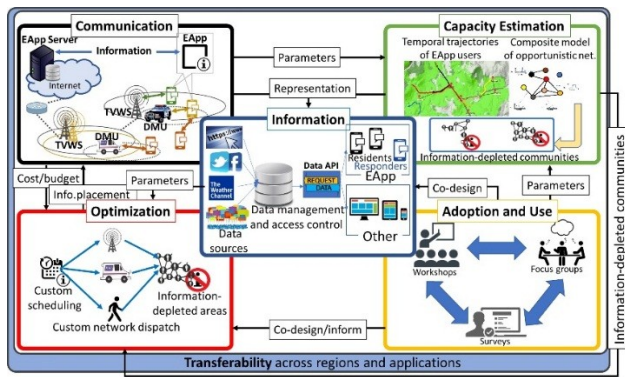 Communication
EApp Server
EApp
Information
Internet
TVWS
DMU
DMU
TVWS
Parameters
Representation
Capacity Estimation
Temporal trajectories
of EApp users
Composite model
of opportunistic net.
Information-depleted communities
Information
https://www
The
Weather
Channel
Data
sources
Data management
and access control
Data API
REQUEST
DATA
Residents
Responders
EApp
Other
Cost/budget
Info.placement
Parameters
Co-design
Parameters
Optimization
Custom
scheduling
Information-
depleted areas
Custom network dispatch
Adoption and Use
Workshops
Focus groups
Surveys
Co-design/inform
Information-depleted communities
Transferability across regions and applications